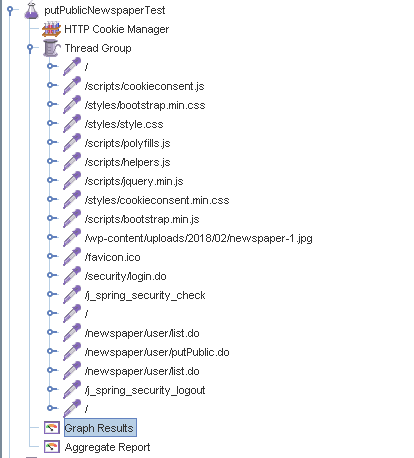 putPublicNewspaperTest
HTTP Cookie Manager
Thread Group
/
/scripts/cookieconsent.js
/styles/bootstrap.min.css
/styles/style.css
/scripts/polyfills.js
/scripts/helpers.js
/scripts/jquery.min.js
/styles/cookieconsent.min.css
/scripts/bootstrap.min.js
/wp-content/uploads/2018/02/newspaper-1.jpg
/favicon.ico
/security/login.do
/j_spring_security_check
/
/newspaper/user/list.do
/newspaper/user/putPublic.do
/newspaper/user/list.do
/j_spring_security_logout
/
Graph Results
Aggregate Report